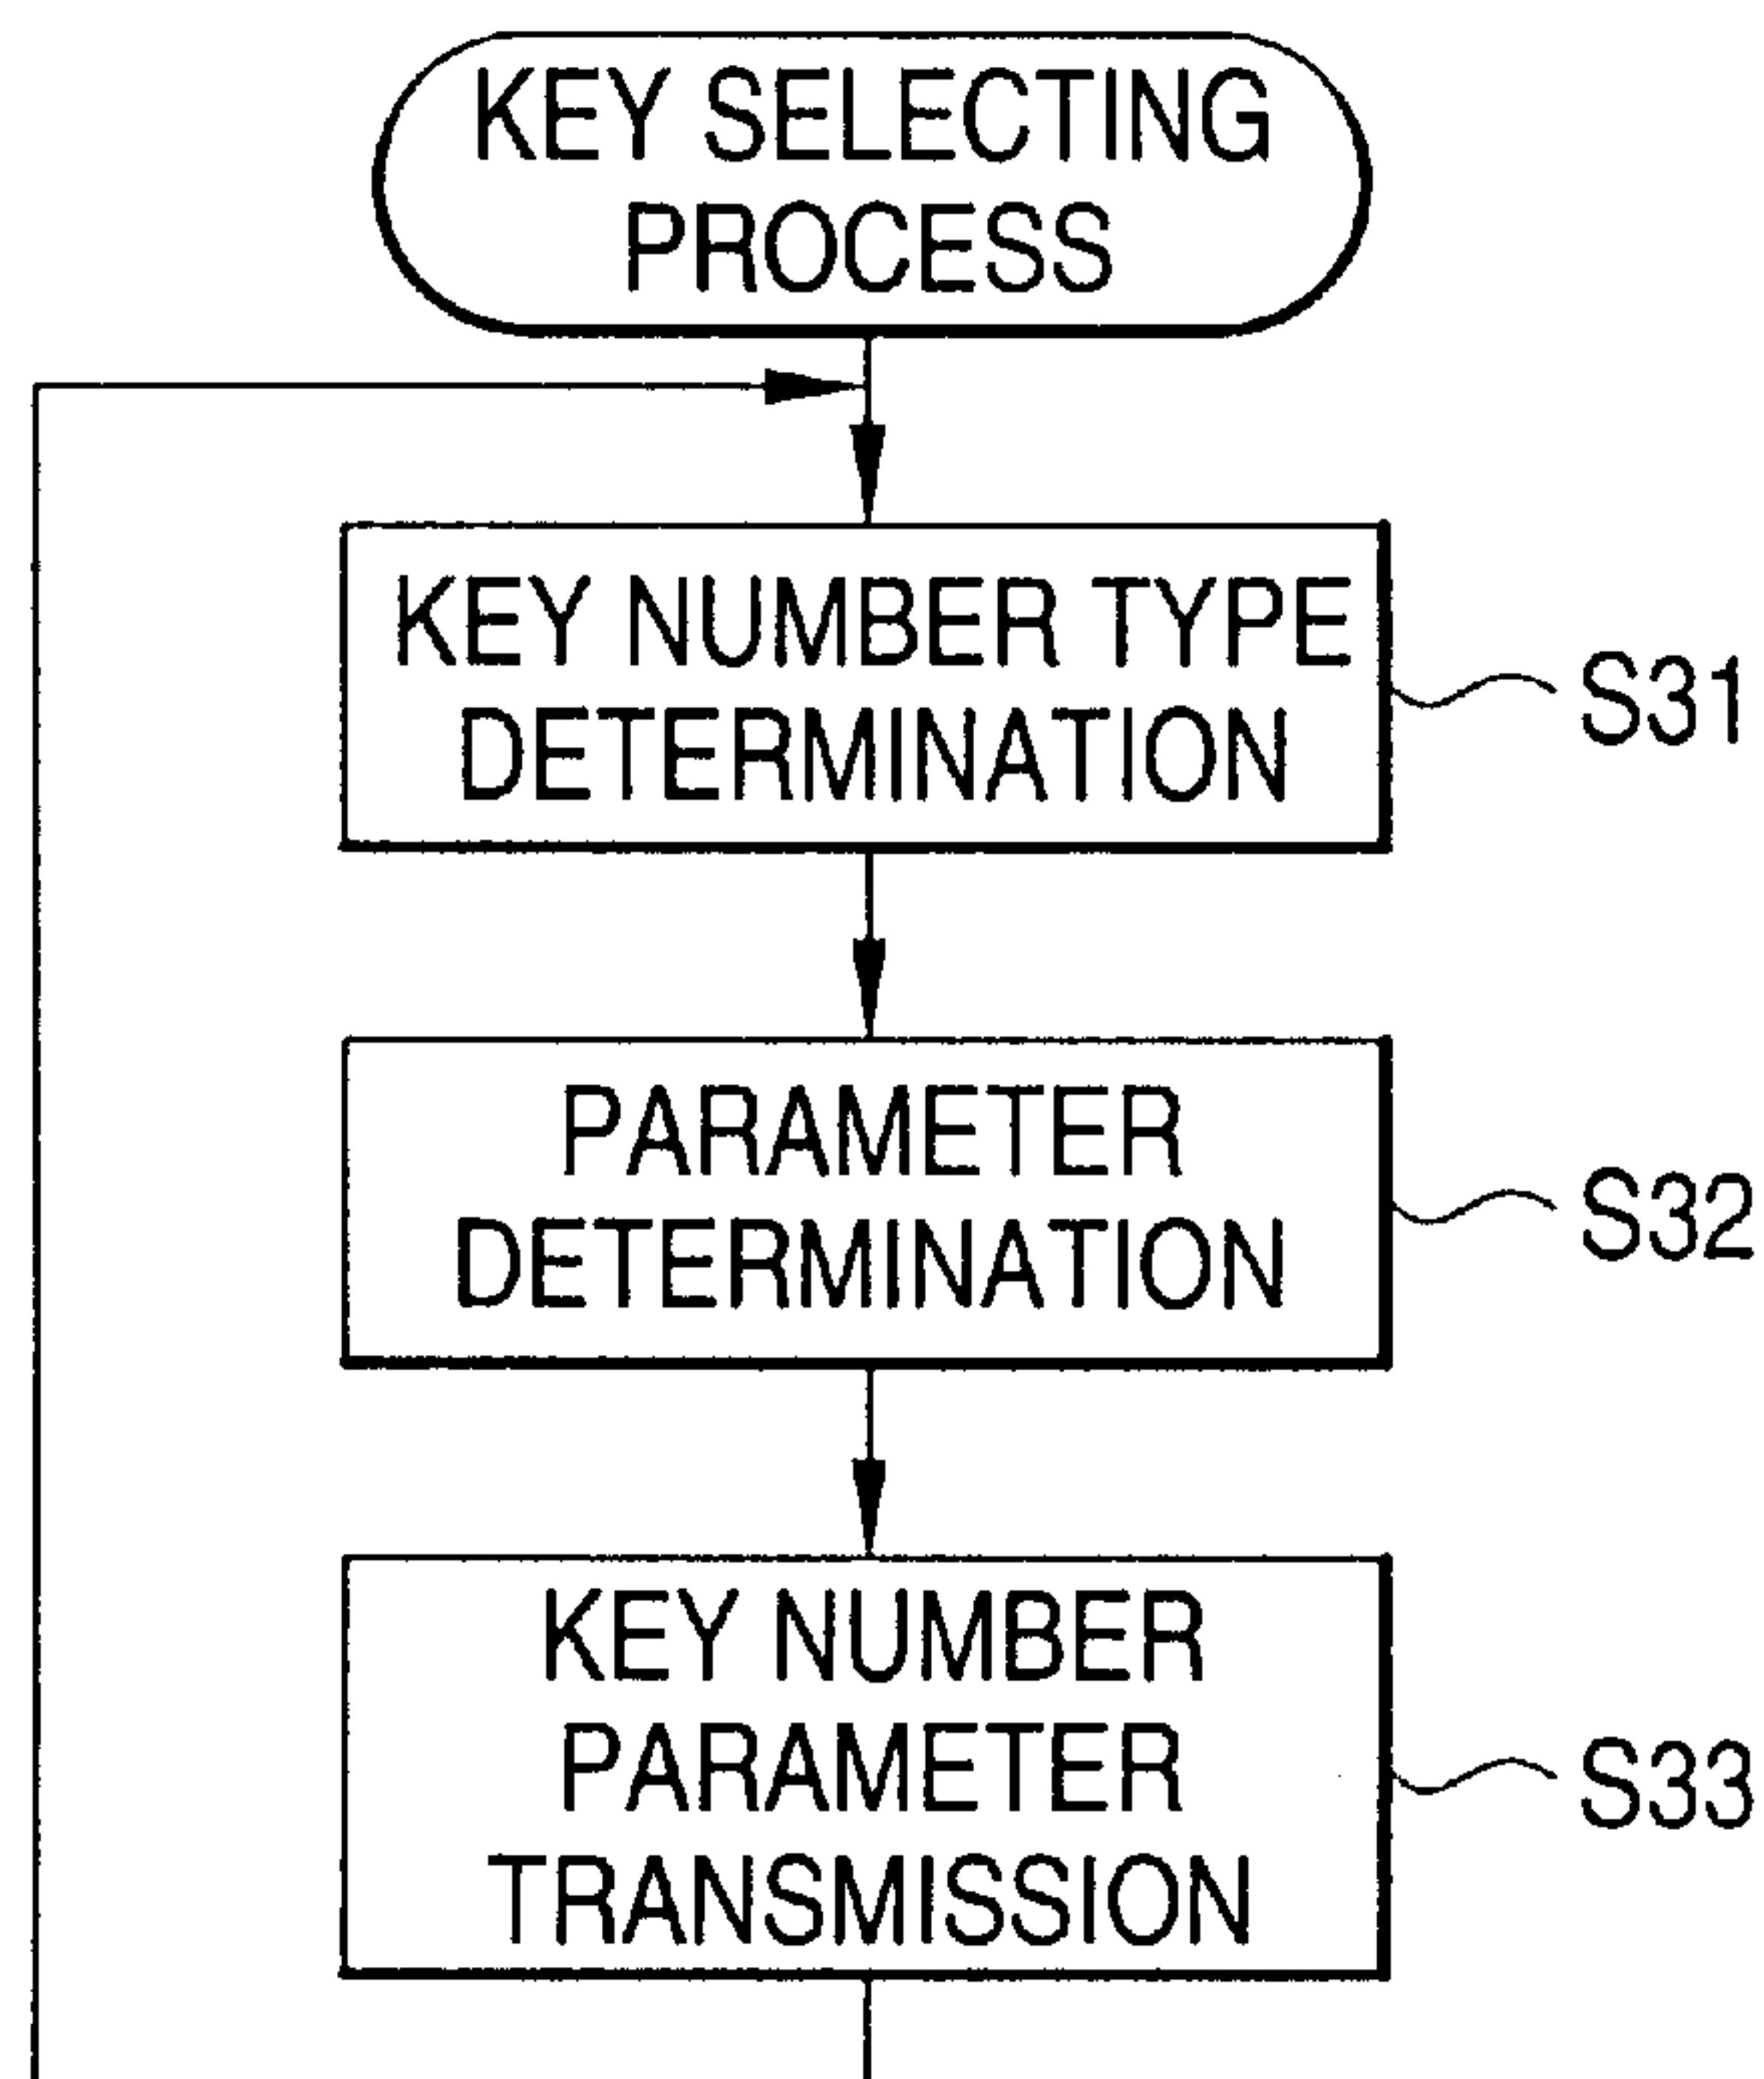 KEY SELECTING
PROCESS
KEY NUMBER TYPE
DETERMINATION
S31
PARAMETER
DETERMINATION
S32
KEY NUMBER
PARAMETER
TRANSMISSION
S33